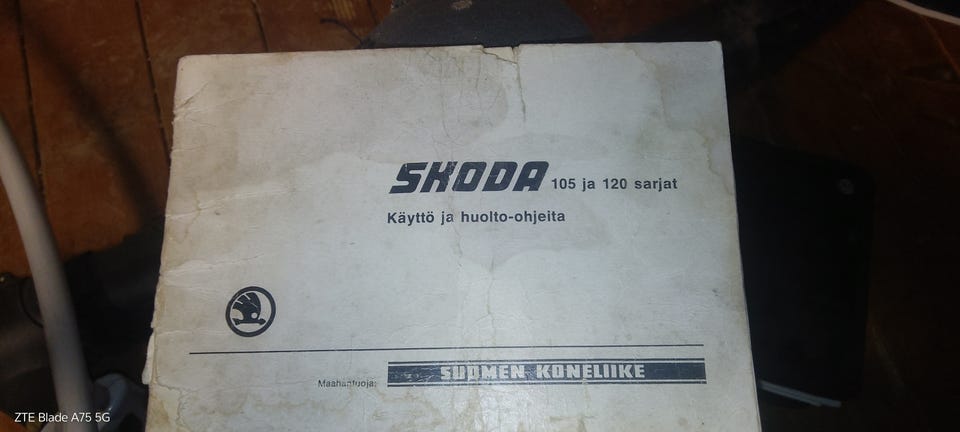 SKODA 105 ja 120 sarjat
Käyttö ja huolto-ohjeita
Maahantuoja: SUOMEN KONELIIKE
ZTE Blade A75 5G